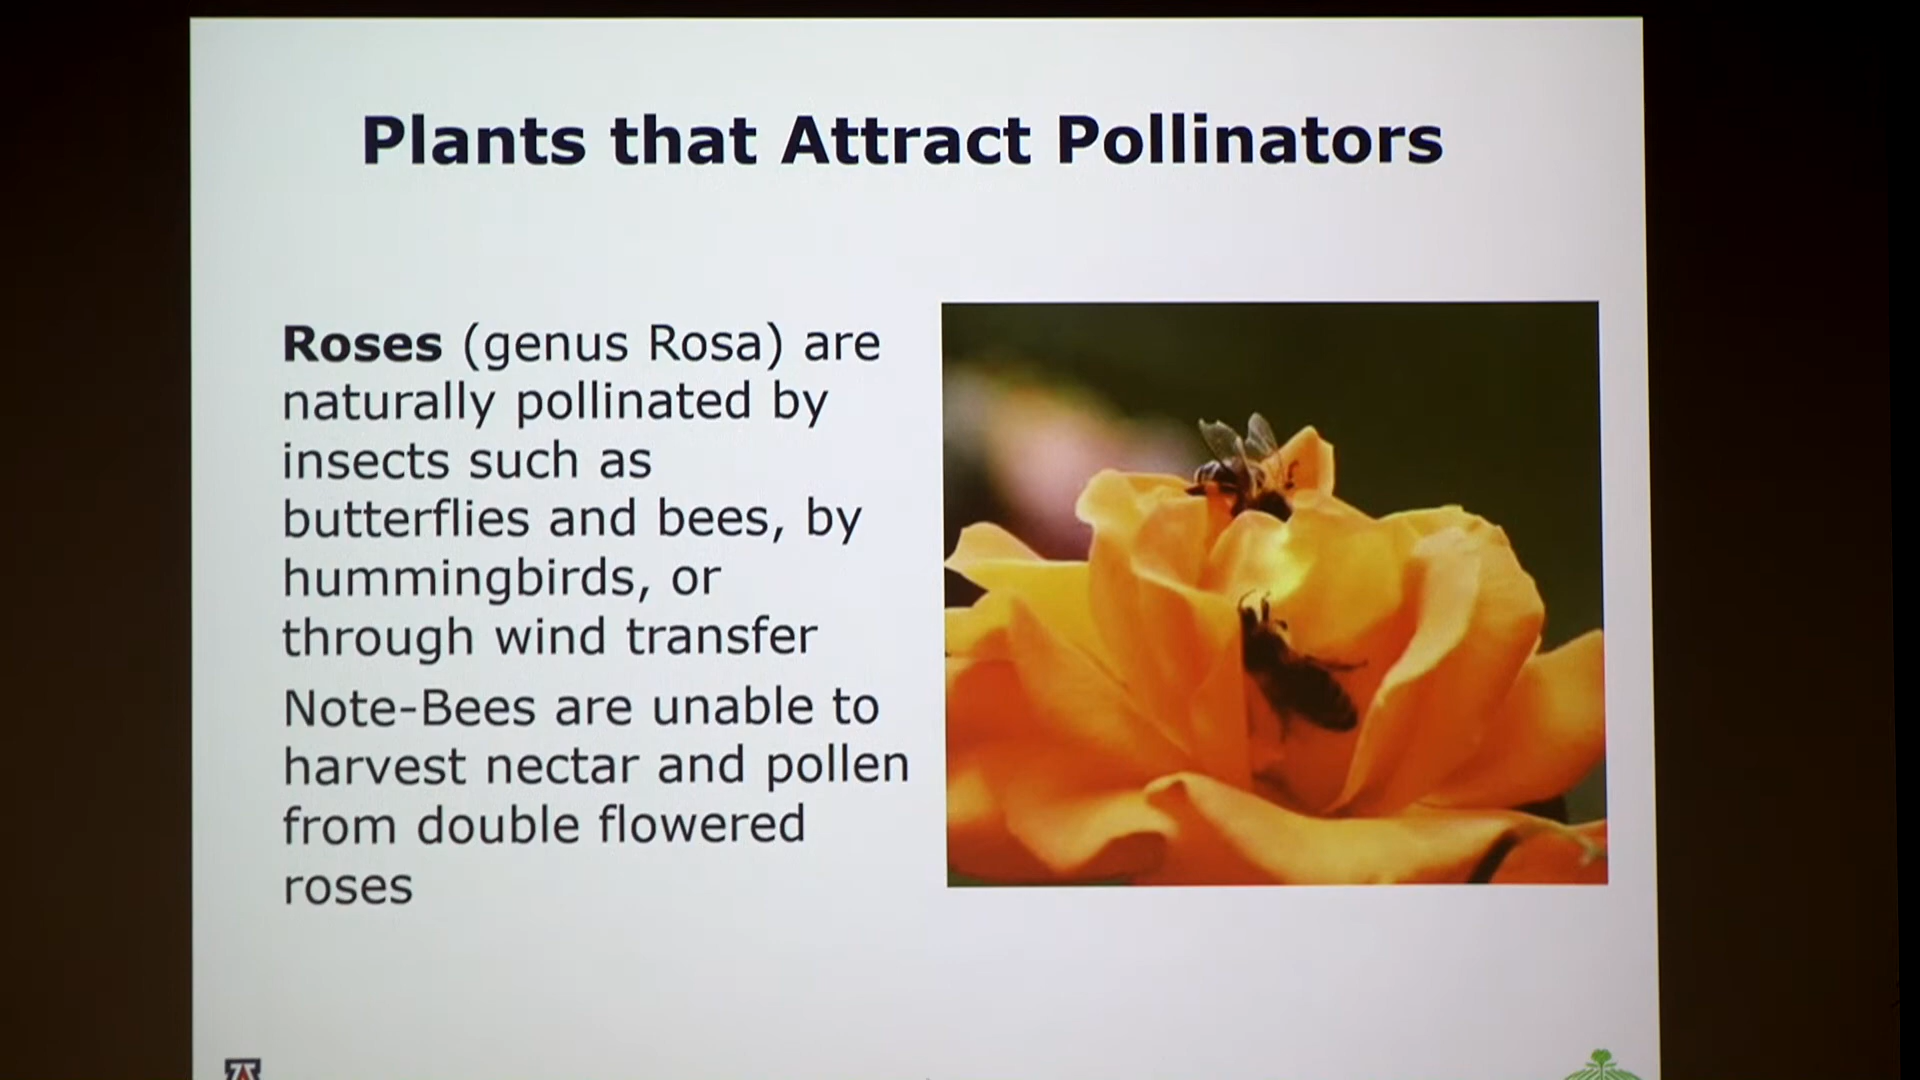 Plants that Attract Pollinators
Roses (genus Rosa) are
naturally pollinated by
insects such as
butterflies and bees, by
hummingbirds, or
through wind transfer
Note-Bees are unable to
harvest nectar and pollen
from double flowered
roses